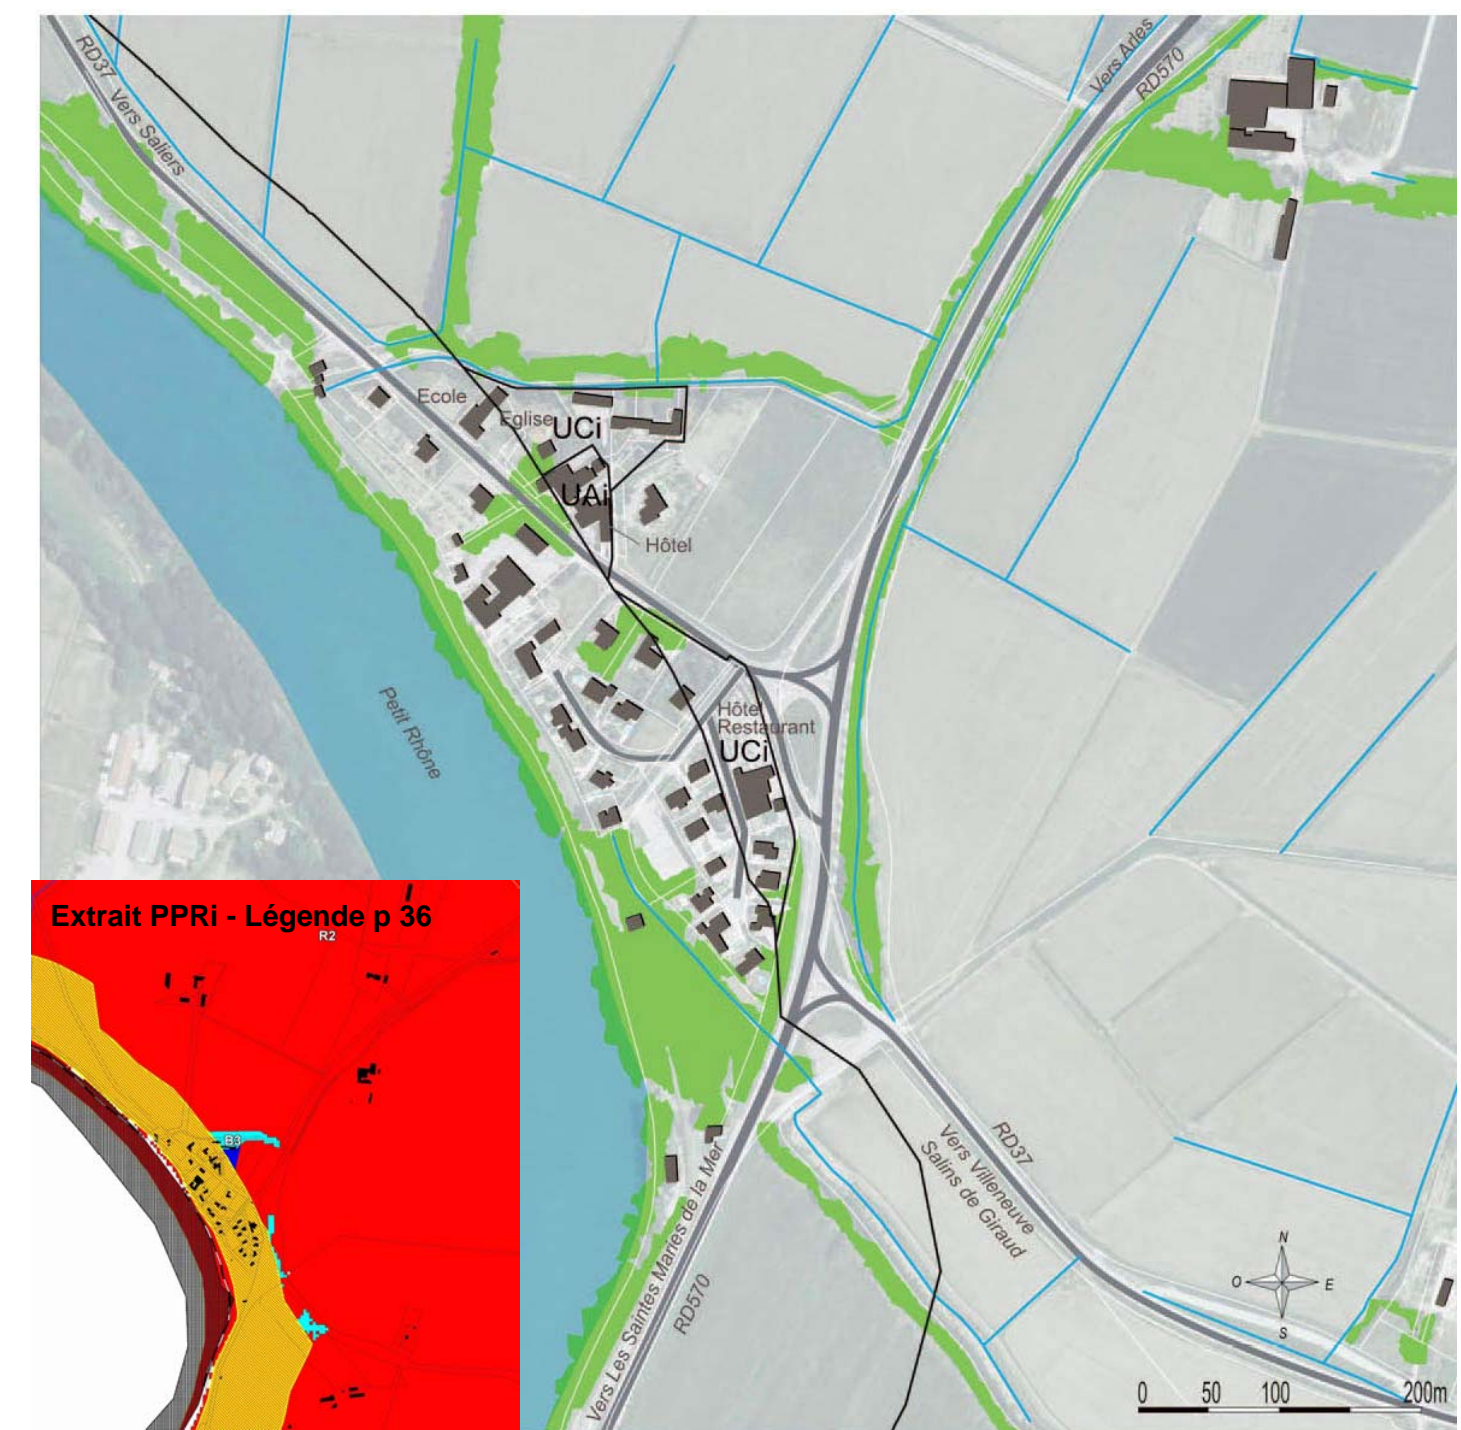 RD37 Vers Saliers
Vers Arles
RD570
Ecole
Eglise
UCi
UAi
Hôtel
Hôtel
Restaurant
UCi
Petit Rhône
Extrait PPRi - Légende p 36
R2
B3
RD37
Vers Villeneuve
Salins de Giraud
Vers Les Saintes Maries de la Mer
RD570
N
O
E
S
0 50 100 200m